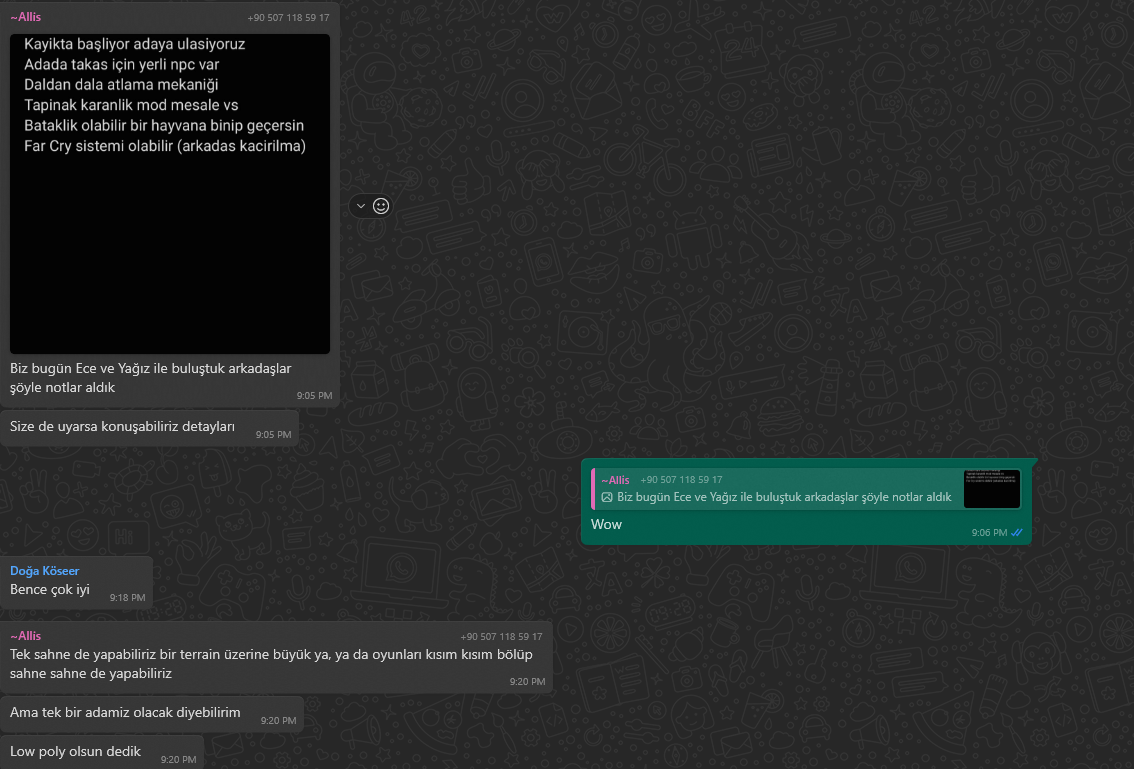 ~Allis +90 507 118 59 17
Kayikta başliyor adaya ulasiyoruz
Adada takas için yerli npc var
Daldan dala atlama mekaniği
Tapinak karanlik mod mesale vs
Bataklik olabilir bir hayvana binip geçersin
Far Cry sistemi olabilir (arkadas kacirilma)
Biz bugün Ece ve Yağız ile buluştuk arkadaşlar
şöyle notlar aldık
9:05 PM
Size de uyarsa konuşabiliriz detayları
9:05 PM
~Allis +90 507 118 59 17
Biz bugün Ece ve Yağız ile buluştuk arkadaşlar şöyle notlar aldık
Wow
9:06 PM
Doğa Köseer
Bence çok iyi
9:18 PM
~Allis +90 507 118 59 17
Tek sahne de yapabiliriz bir terrain üzerine büyük ya, ya da oyunları kısım kısım bölüp
sahne sahne de yapabiliriz
9:20 PM
Ama tek bir adamiz olacak diyebilirim
9:20 PM
Low poly olsun dedik
9:20 PM